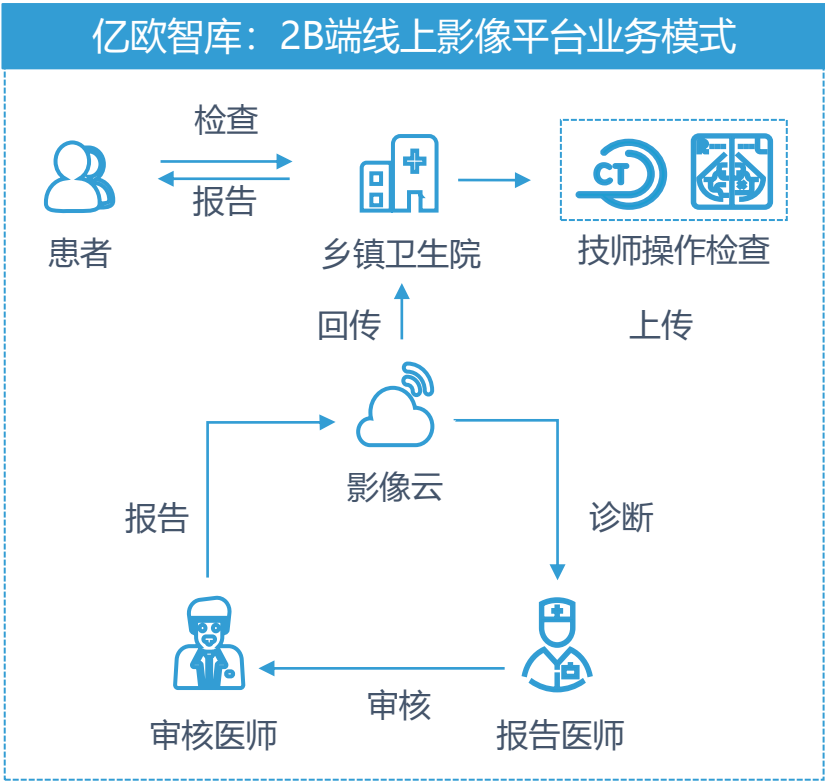 亿欧智库：2B端线上影像平台业务模式
检查
报告
CT
R
患者
乡镇卫生院
技师操作检查
回传
上传
影像云
报告
诊断
审核
审核医师
报告医师